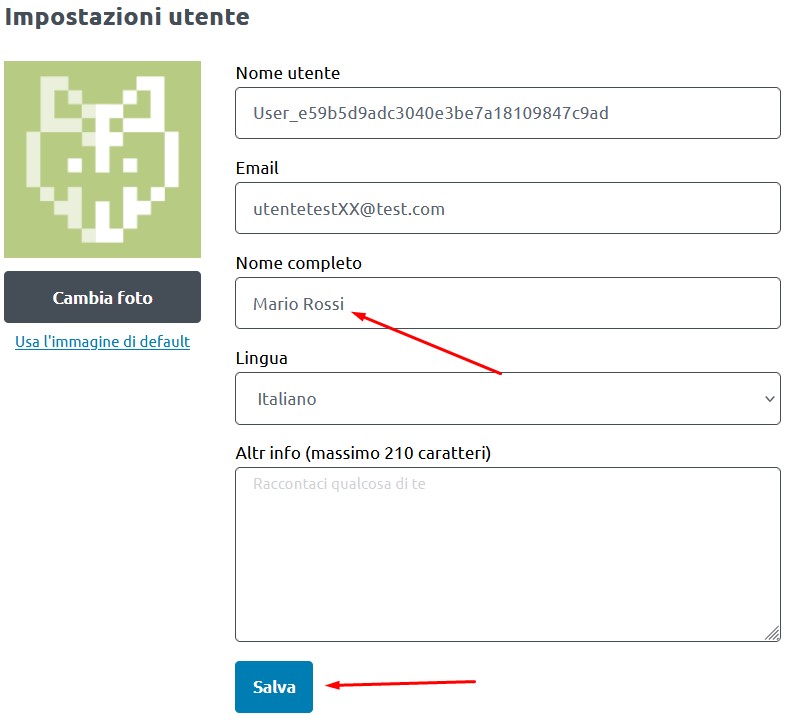 Impostazioni utente
Cambia foto
Usa l'immagine di default
Nome utente
User_e59b5d9adc3040e3be7a18109847c9ad
Email
utentetestXX@test.com
Nome completo
Mario Rossi
Lingua
Italiano
Altr info (massimo 210 caratteri)
Raccontaci qualcosa di te
Salva